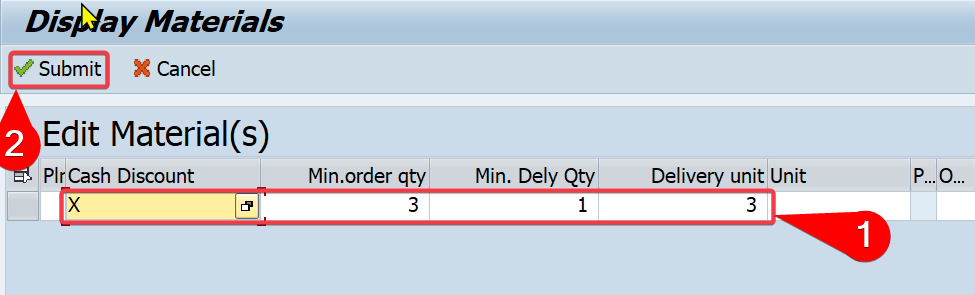 Display Materials
Submit Cancel
2 Edit Material(s)
Plr Cash Discount Min.order qty Min. Dely Qty Delivery unit Unit P... O...
X 3 1 3
1